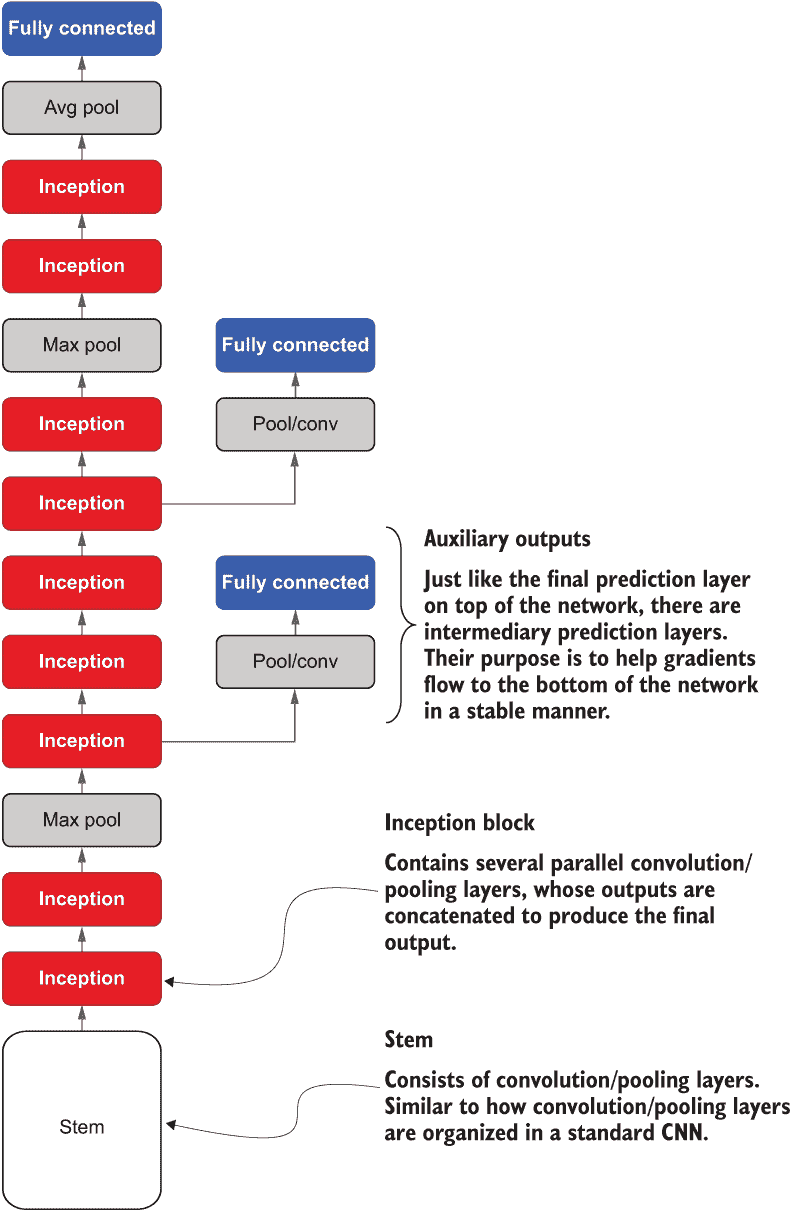 Fully connected
Avg pool
Inception
Inception
Max pool
Fully connected
Inception
Pool/conv
Inception
Auxiliary outputs
Inception
Fully connected
Just like the final prediction layer
on top of the network, there are
intermediary prediction layers.
Their purpose is to help gradients
flow to the bottom of the network
in a stable manner.
Inception
Pool/conv
Inception
Max pool
Inception block
Contains several parallel convolution/
pooling layers, whose outputs are
concatenated to produce the final
output.
Inception
Inception
Stem
Consists of convolution/pooling layers.
Similar to how convolution/pooling layers
are organized in a standard CNN.
Stem